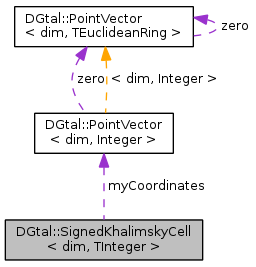 DGtal::PointVector
< dim, TEuclideanRing >
zero
zero
< dim, Integer >
DGtal::PointVector
< dim, Integer >
myCoordinates
DGtal::SignedKhalimskyCell
< dim, TInteger >